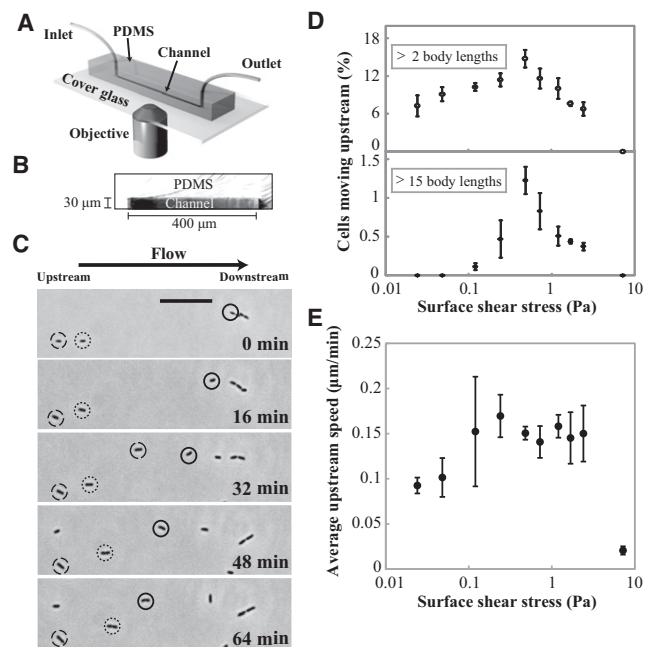 A
Inlet
PDMS
Channel
Outlet
Cover glass
Objective
B
PDMS
30 μm
Channel
400 μm
C
Flow
Upstream
Downstream
0 min
16 min
32 min
48 min
64 min
D
Cells moving upstream (%)
18
12
6
0
> 2 body lengths
1.5
1
0.5
0
> 15 body lengths
0.01
0.1
1
10
Surface shear stress (Pa)
E
Average upstream speed (μm/min)
0.25
0.2
0.15
0.1
0.05
0
0.01
0.1
1
10
Surface shear stress (Pa)